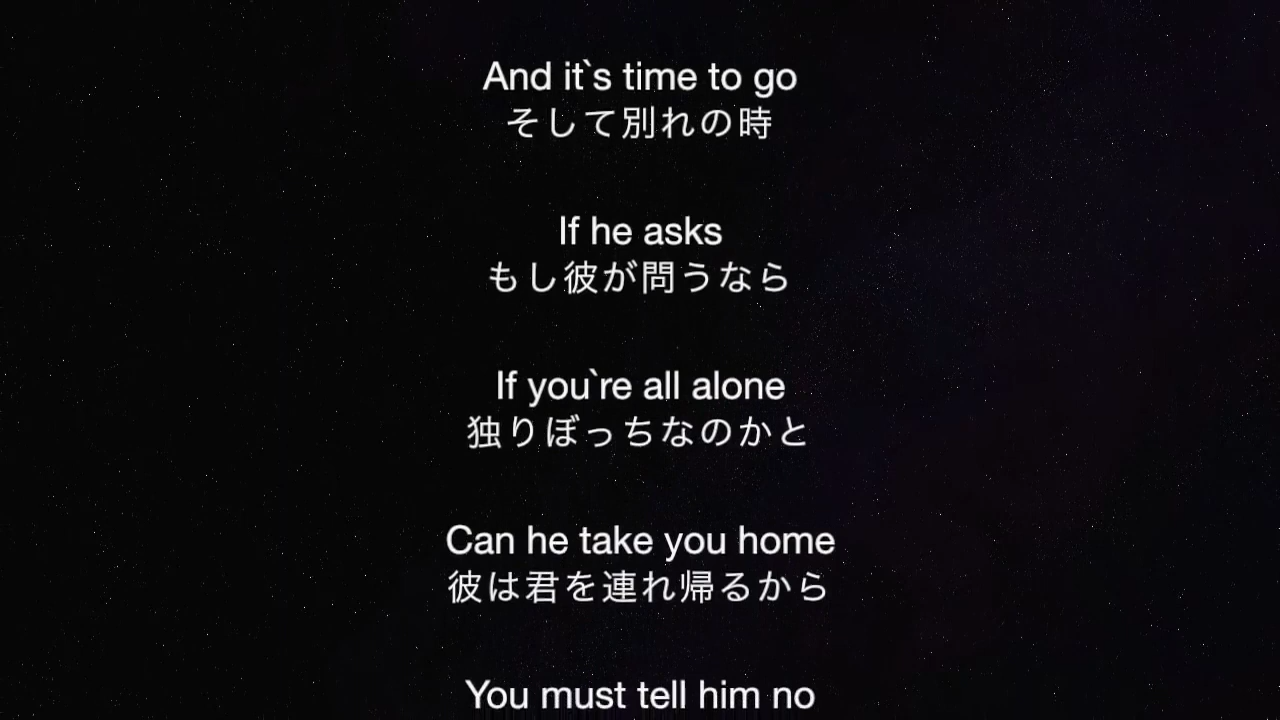 And it`s time to go
そして別れの時
If he asks
もし彼が問うなら
If you`re all alone
独りぼっちなのかと
Can he take you home
彼は君を連れ帰るから
You must tell him no